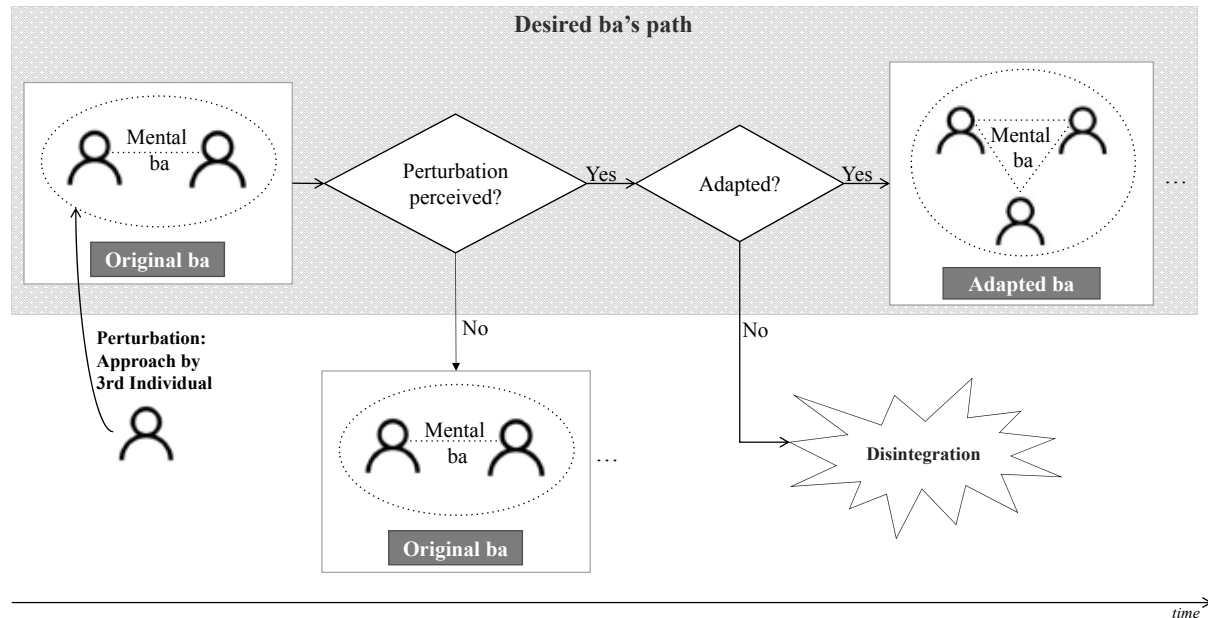 Desired ba's path
Mental
ba
Original ba
Perturbation
perceived?
Yes
Adapted?
Yes
Mental
ba
Adapted ba
...
Perturbation:
Approach by
3rd Individual
No
Mental
ba
Original ba
...
No
Disintegration
time